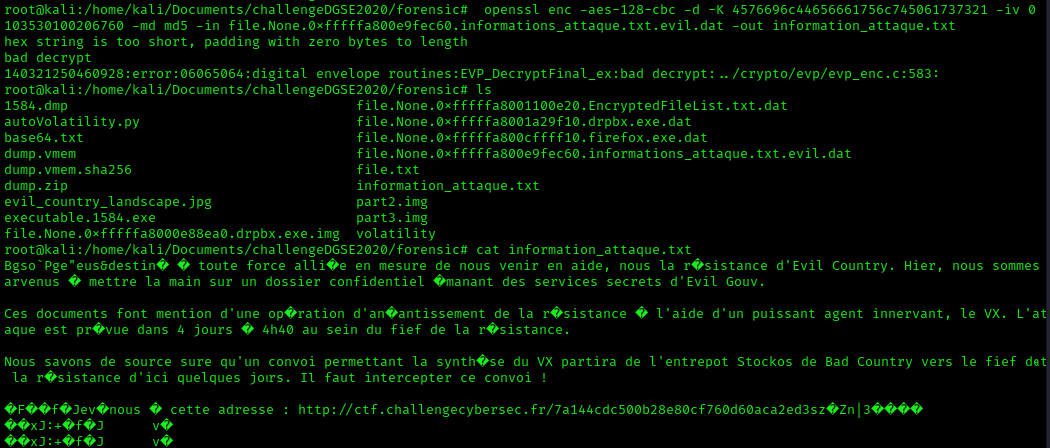 root@kali:/home/kali/Documents/challengeDGSE2020/forensic# openssl enc -aes-128-cbc -d -K 4576696c44656661756c745061737321 -iv 0
103530100206760 -md md5 -in file.None.0×fffffa800e9fec60.informations_attaque.txt.evil.dat -out information_attaque.txt
hex string is too short, padding with zero bytes to length
bad decrypt
140321250460928:error:06065064:digital envelope routines:EVP_DecryptFinal_ex:bad decrypt:../crypto/evp/evp_enc.c:583:
root@kali:/home/kali/Documents/challengeDGSE2020/forensic# ls
1584.dmp file.None.0×fffffa8001100e20.EncryptedFileList.txt.dat
autoVolatility.py file.None.0×fffffa8001a29f10.drpbx.exe.dat
base64.txt file.None.0×fffffa800cffff10.firefox.exe.dat
dump.vmem file.None.0×fffffa800e9fec60.informations_attaque.txt.evil.dat
dump.vmem.sha256 file.txt
dump.zip information_attaque.txt
evil_country_landscape.jpg part2.img
executable.1584.exe part3.img
file.None.0×fffffa8000e88ea0.drpbx.exe.img volatility
root@kali:/home/kali/Documents/challengeDGSE2020/forensic# cat information_attaque.txt
Bgso`Pge"eus&destin� � toute force alli�e en mesure de nous venir en aide, nous la r�sistance d'Evil Country. Hier, nous sommes
arvenus � mettre la main sur un dossier confidentiel �manant des services secrets d'Evil Gouv.
Ces documents font mention d'une op�ration d'an�antissement de la r�sistance � l'aide d'un puissant agent innervant, le VX. L'at
aque est pr�vue dans 4 jours � 4h40 au sein du fief de la r�sistance.
Nous savons de source sure qu'un convoi permettant la synth�se du VX partira de l'entrepot Stockos de Bad Country vers le fief de
la r�sistance d'ici quelques jours. Il faut intercepter ce convoi !
�F��f�Jev�nous � cette adresse : http://ctf.challengecybersec.fr/7a144cdc500b28e80cf760d60aca2ed3sz�Zn|3����
��xJ:+�f�J v�
��xJ:+�f�J v�